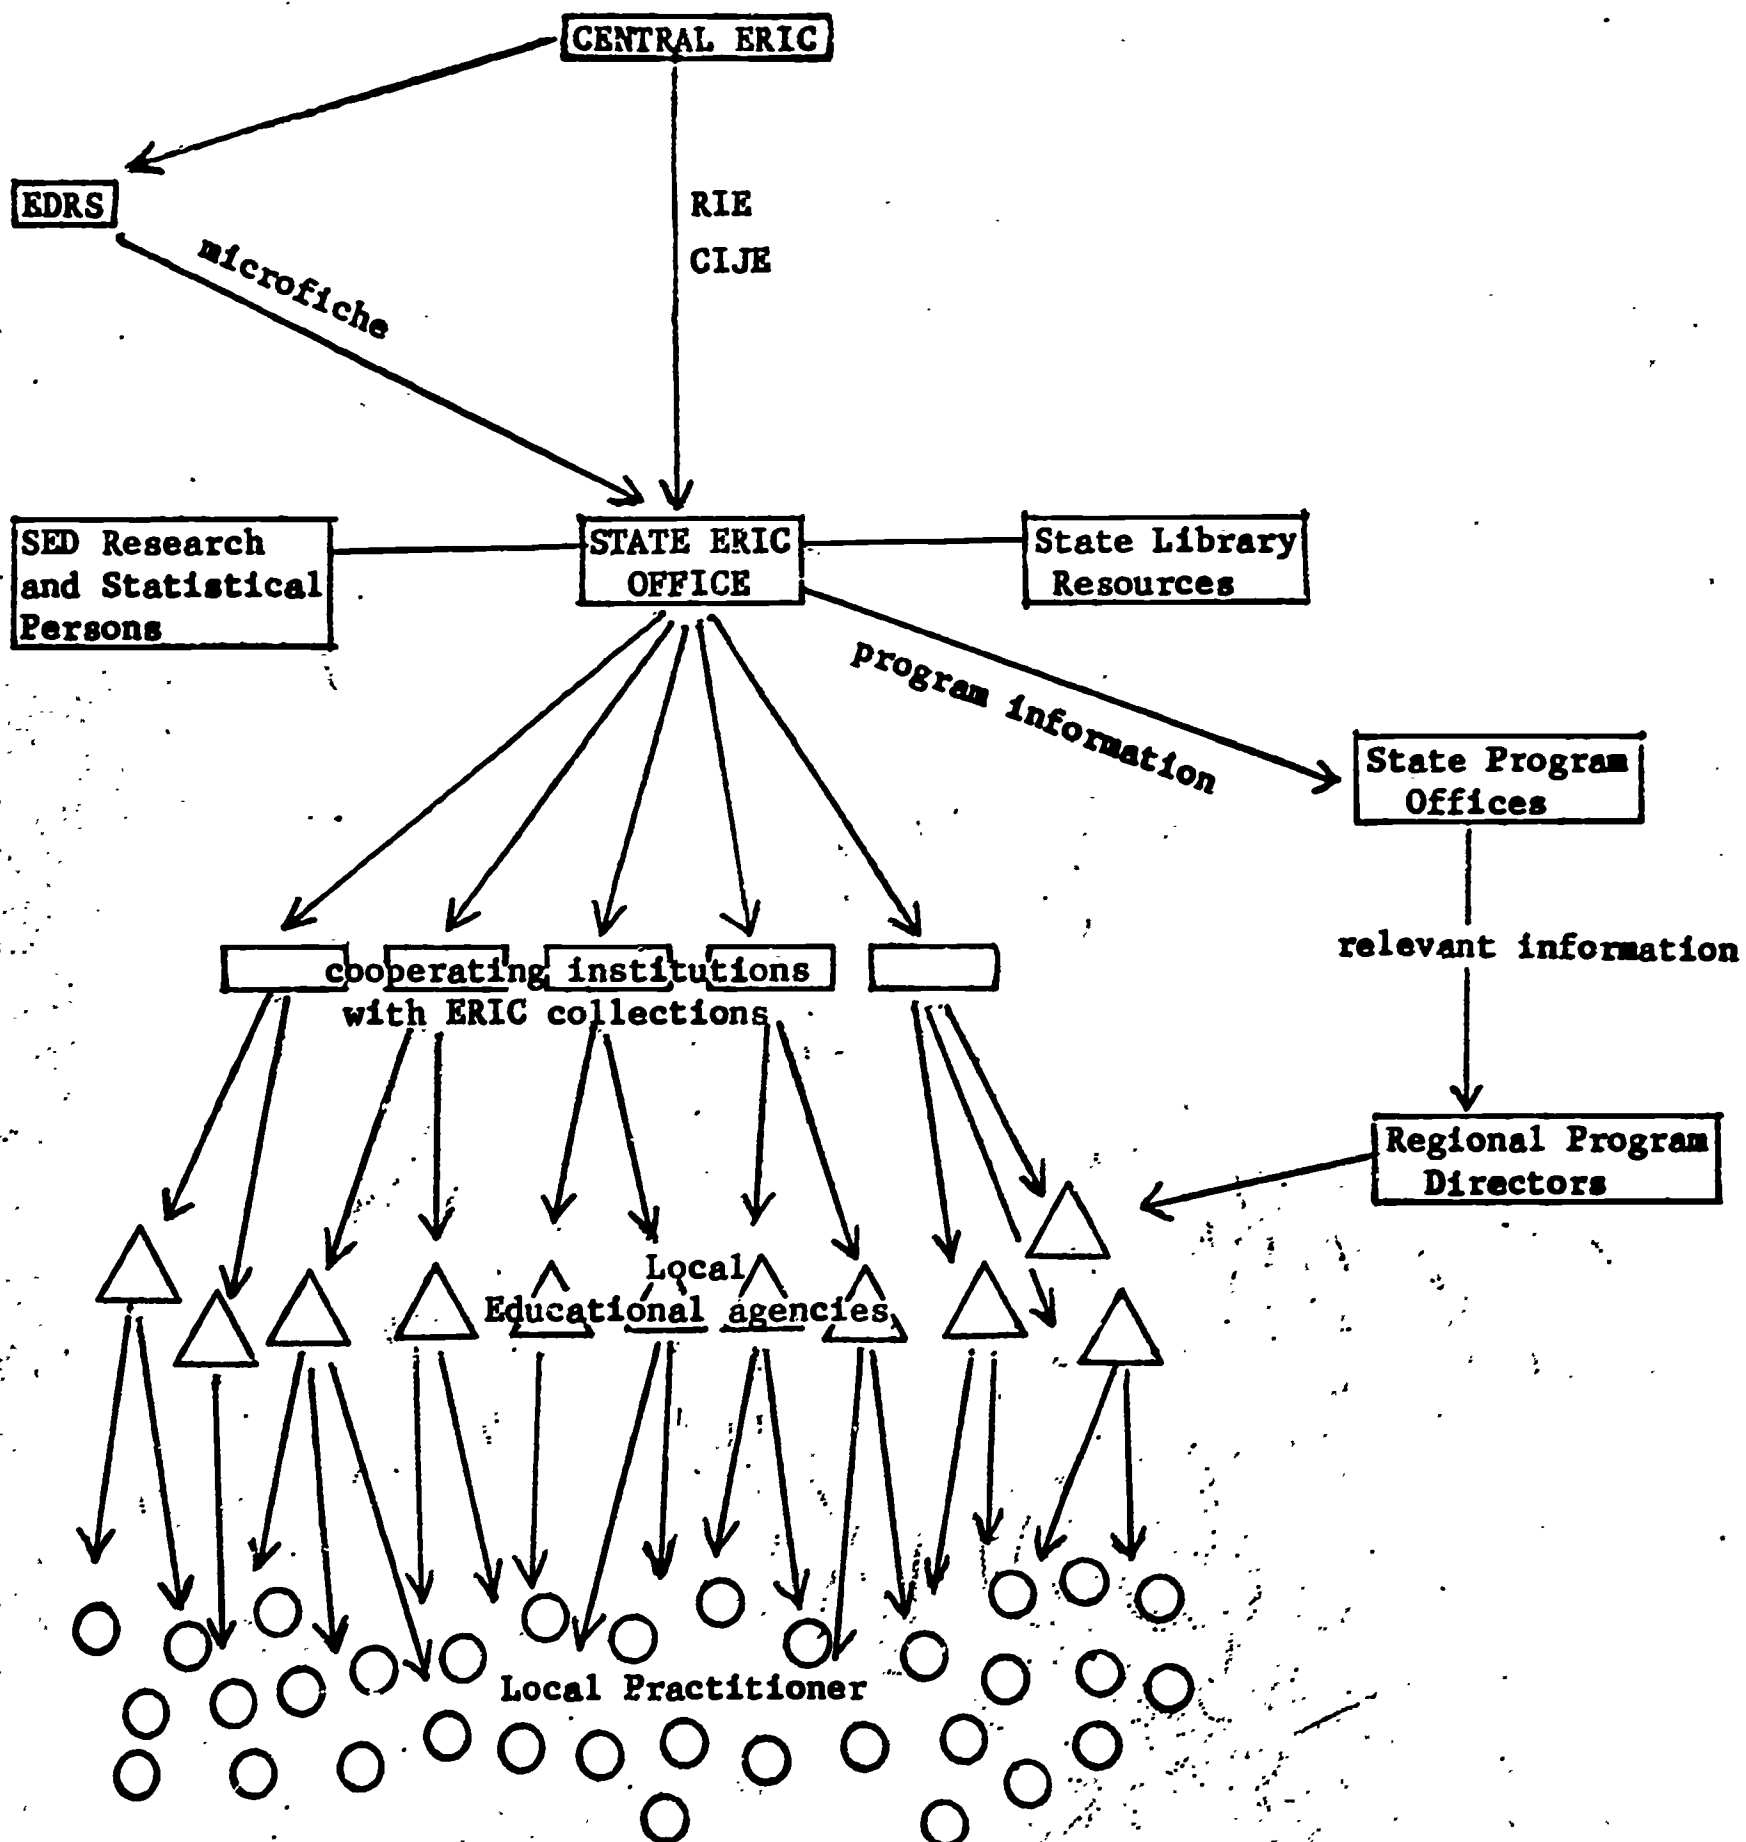 CENTRAL ERIC
EDRS
RIE
CIJE
microfiche
SED Research
and Statistical
Persons
STATE ERIC
OFFICE
State Library
Resources
program information
State Program
Offices
relevant information
cooperating institutions
with ERIC collections
Regional Program
Directors
Local
Educational agencies
Local Practitioner